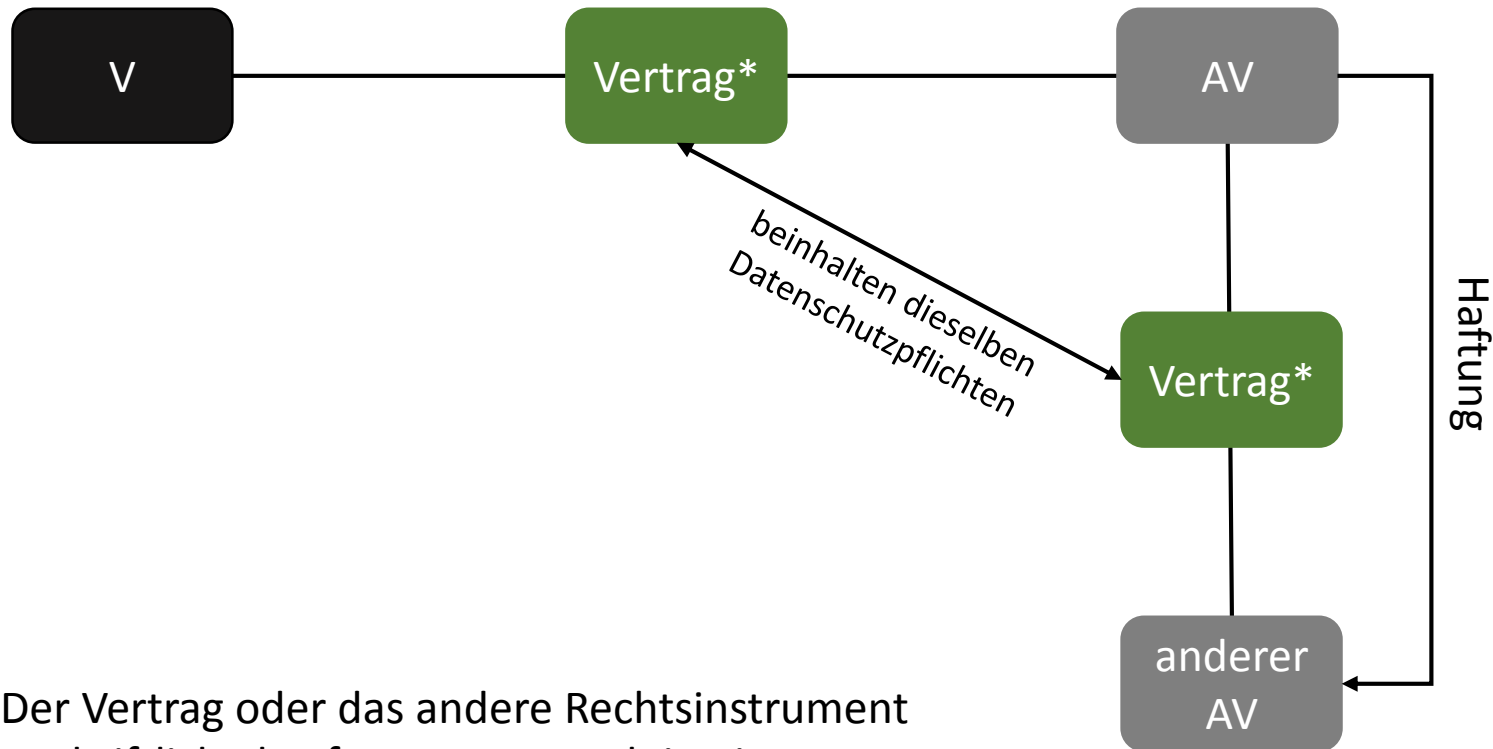 V
Vertrag*
AV
beinhalten dieselben
Datenschutzpflichten
Haftung
Vertrag*
anderer
AV
Der Vertrag oder das andere Rechtsinstrument